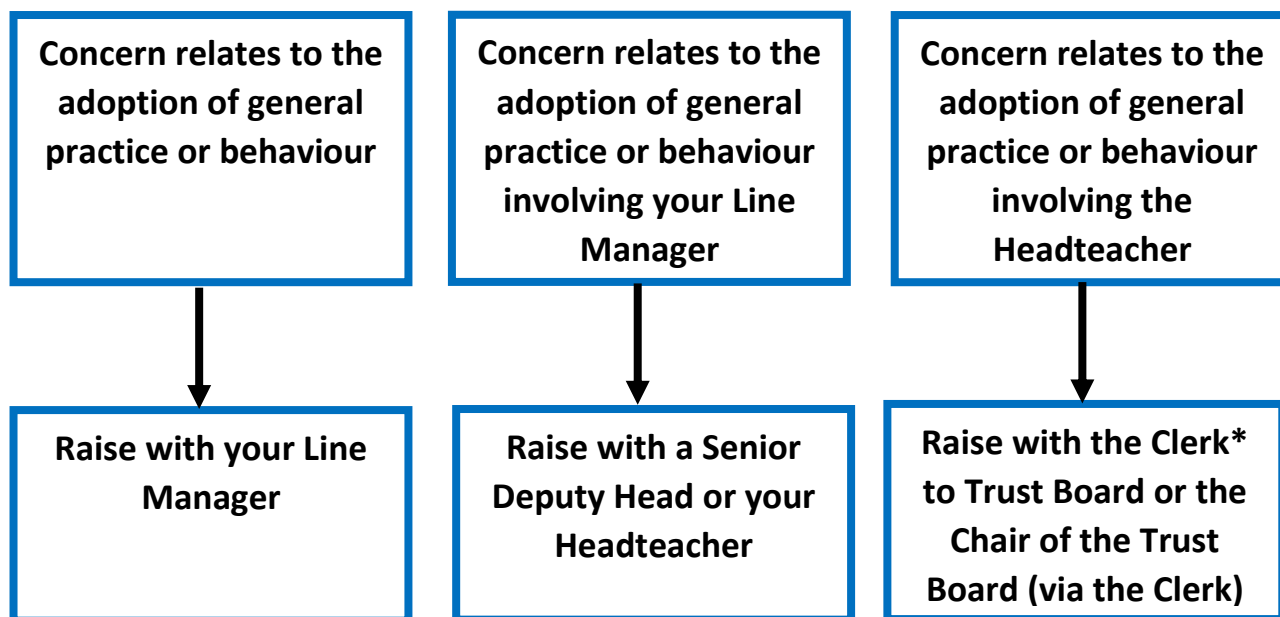 Concern relates to the
adoption of general
practice or behaviour
Concern relates to the
adoption of general
practice or behaviour
involving your Line
Manager
Concern relates to the
adoption of general
practice or behaviour
involving the
Headteacher
Raise with your Line
Manager
Raise with a Senior
Deputy Head or your
Headteacher
Raise with the Clerk*
to Trust Board or the
Chair of the Trust
Board (via the Clerk)